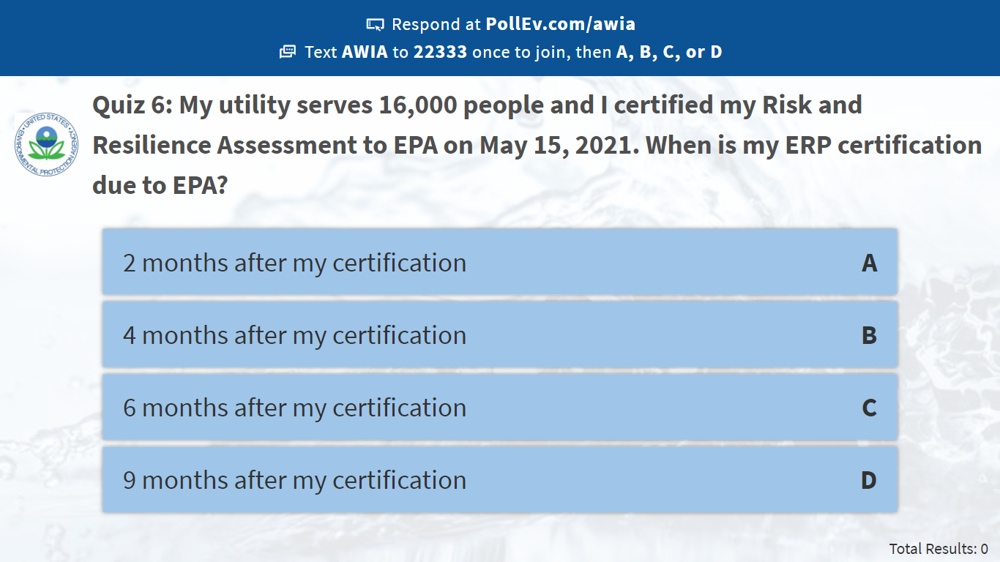 Respond at PollEv.com/awia
Text AWIA to 22333 once to join, then A, B, C, or D
UNITED STATES
ENVIRONMENTAL PROTECTION AGENCY
Quiz 6: My utility serves 16,000 people and I certified my Risk and
Resilience Assessment to EPA on May 15, 2021. When is my ERP certification
due to EPA?
2 months after my certification A
4 months after my certification B
6 months after my certification C
9 months after my certification D
Total Results: 0